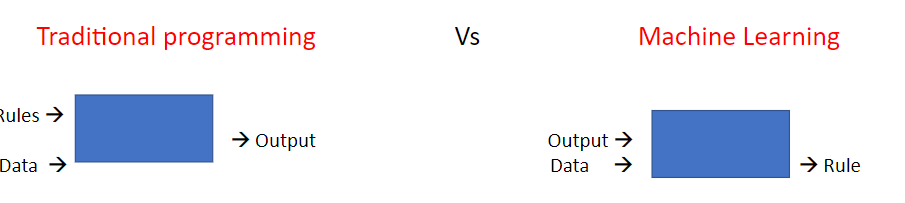 Traditional programming Vs Machine Learning
Rules →
→ Output
Data →
Output →
Data →
→ Rule